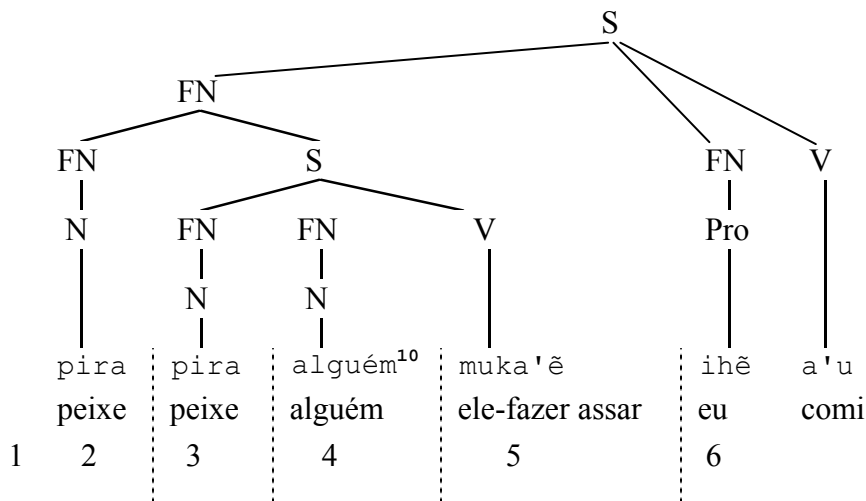 S
FN
FN S FN V
N FN FN V Pro
N N
pira pira alguém¹⁰ muka'ẽ ihẽ a'u
peixe peixe alguém ele-fazer assar eu comi
1 2 3 4 5 6